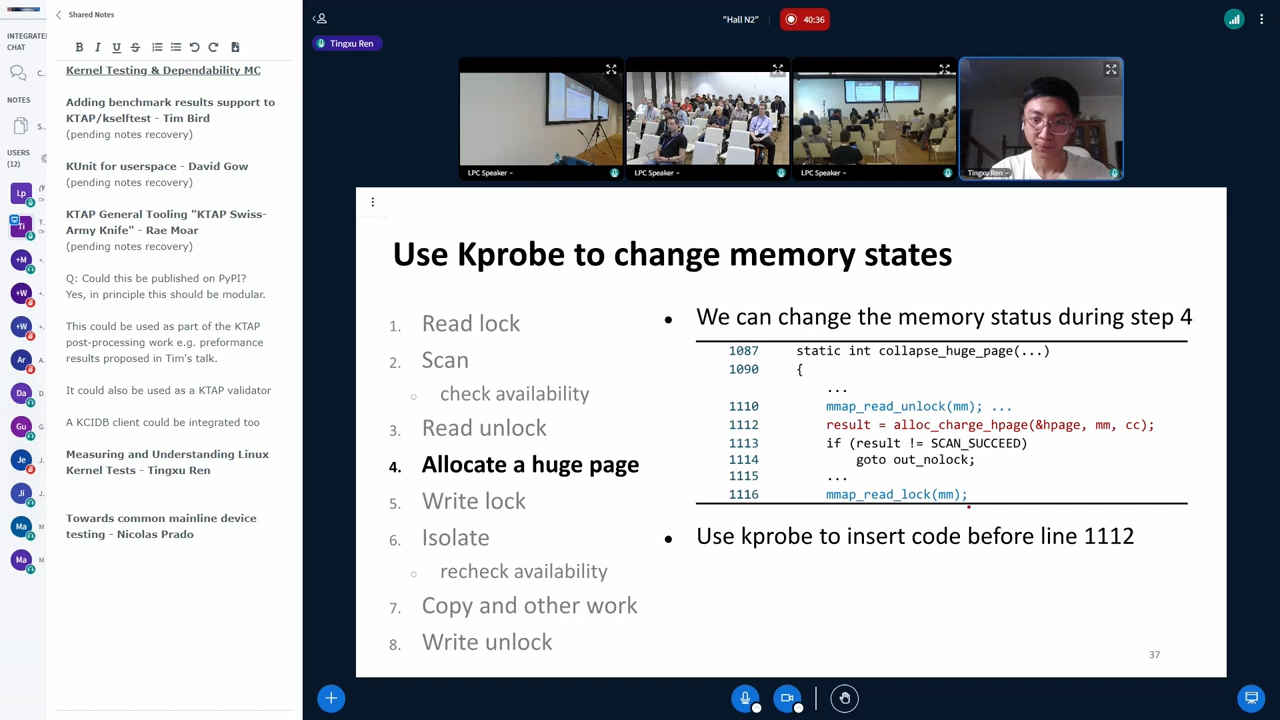 Shared Notes
INTEGRATE
CHAT
C...
NOTES
S...
USERS
(12)
Lp
Ti
T.
+M
+W
+W
Ar
Da
Gu
Je
Ji
Ma
Ma
Kernel Testing & Dependability MC
Adding benchmark results support to
KTAP/kselftest - Tim Bird
(pending notes recovery)
KUnit for userspace - David Gow
(pending notes recovery)
KTAP General Tooling "KTAP Swiss-
Army Knife" - Rae Moar
(pending notes recovery)
Q: Could this be published on PyPI?
Yes, in principle this should be modular.
This could be used as part of the KTAP
post-processing work e.g. preformance
results proposed in Tim's talk.
It could also be used as a KTAP validator
A KCIDB client could be integrated too
Measuring and Understanding Linux
Kernel Tests - Tingxu Ren
Towards common mainline device
testing - Nicolas Prado
"Hall N2"
40:36
Tingxu Ren
LPC Speaker
LPC Speaker
LPC Speaker
Tingxu Ren
Use Kprobe to change memory states
1. Read lock
2. Scan
○ check availability
3. Read unlock
4. Allocate a huge page
5. Write lock
6. Isolate
○ recheck availability
7. Copy and other work
8. Write unlock
● We can change the memory status during step 4
1087 static int collapse_huge_page(...)
1090 {
...
1110 mmap_read_unlock(mm); ...
1112 result = alloc_charge_hpage(&hpage, mm, cc);
1113 if (result != SCAN_SUCCEED)
1114 goto out_nolock;
1115 ...
1116 mmap_read_lock(mm);
● Use kprobe to insert code before line 1112
37